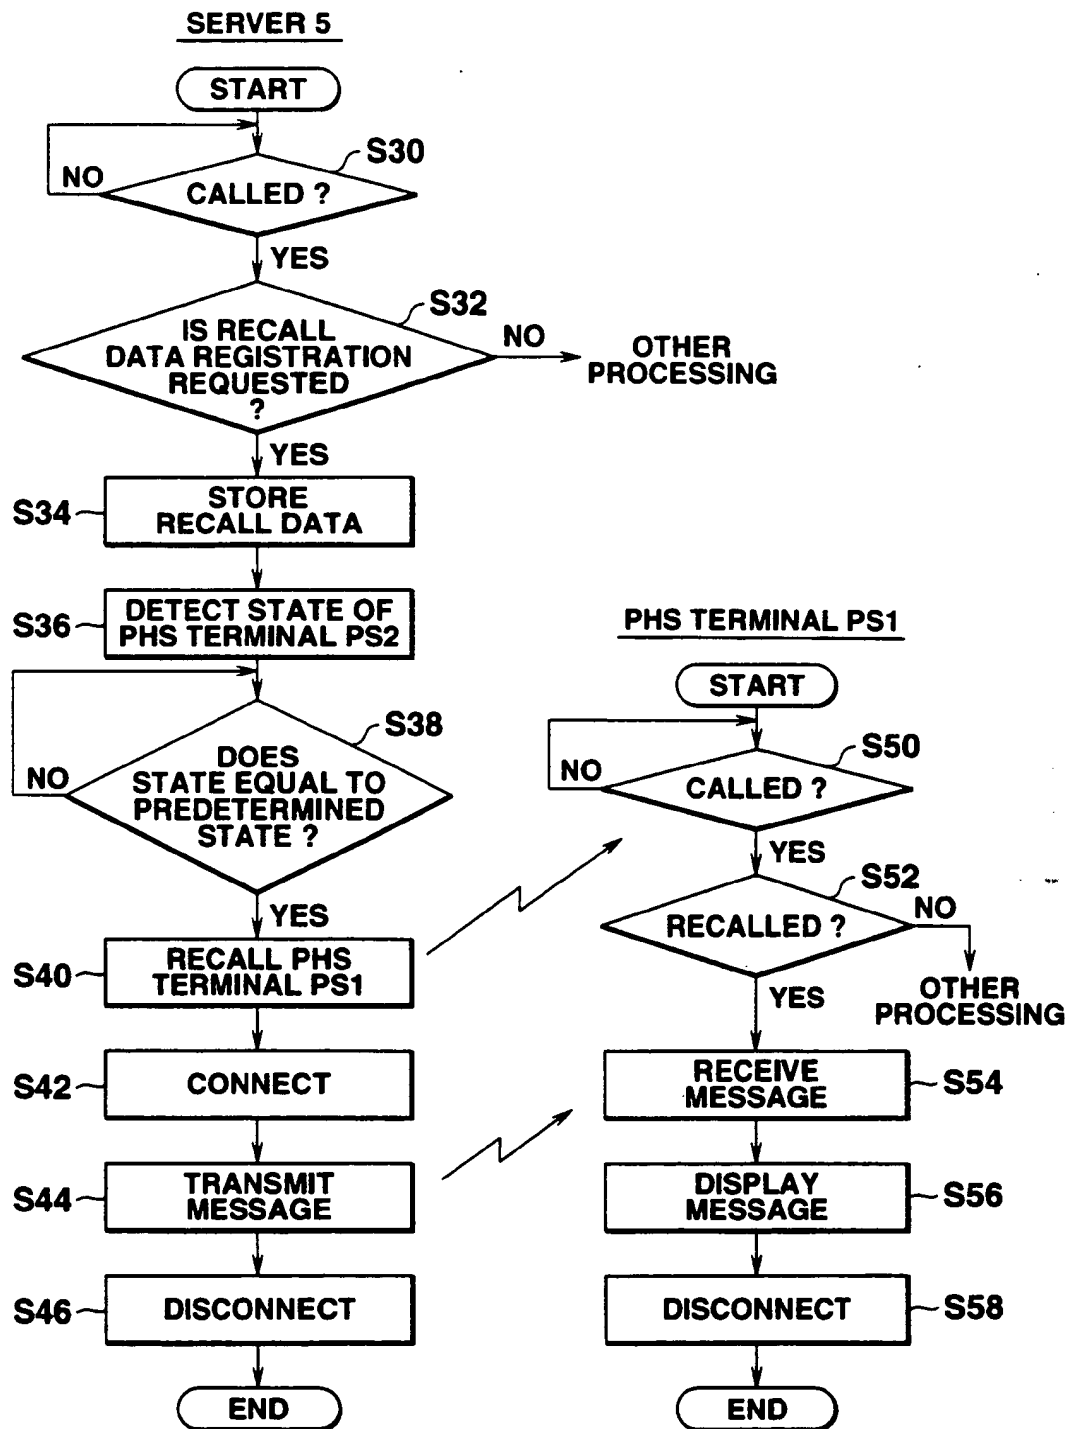 SERVER 5
START
S30
NO
CALLED ?
YES
S32
IS RECALL
DATA REGISTRATION
REQUESTED
?
NO
OTHER
PROCESSING
YES
S34
STORE
RECALL DATA
S36
DETECT STATE OF
PHS TERMINAL PS2
S38
NO
DOES
STATE EQUAL TO
PREDETERMINED
STATE ?
YES
S40
RECALL PHS
TERMINAL PS1
S42
CONNECT
S44
TRANSMIT
MESSAGE
S46
DISCONNECT
END
PHS TERMINAL PS1
START
S50
NO
CALLED ?
YES
S52
RECALLED ?
NO
OTHER
PROCESSING
YES
RECEIVE
MESSAGE
S54
DISPLAY
MESSAGE
S56
DISCONNECT
S58
END